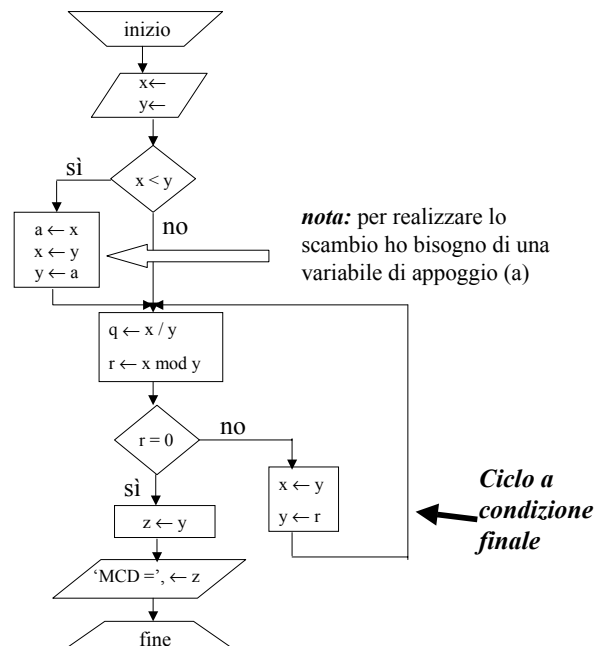 inizio
x←
y←
sì
x < y
a ← x
x ← y
y ← a
no
nota: per realizzare lo
scambio ho bisogno di una
variabile di appoggio (a)
q ← x / y
r ← x mod y
r = 0
no
sì
x ← y
y ← r
Ciclo a
condizione
finale
z ← y
‘MCD =’, ← z
fine